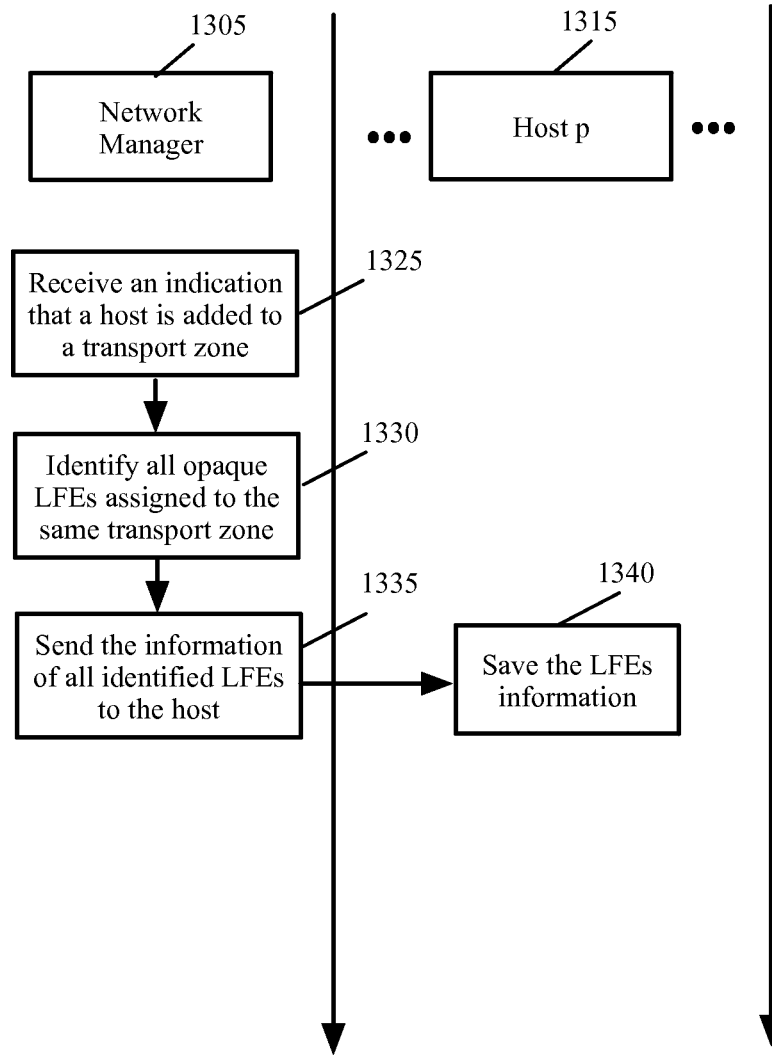 1305
1315
Network
Manager
••• Host p •••
1325
Receive an indication
that a host is added to
a transport zone
1330
Identify all opaque
LFEs assigned to the
same transport zone
1335
1340
Send the information
of all identified LFEs
to the host
Save the LFEs
information